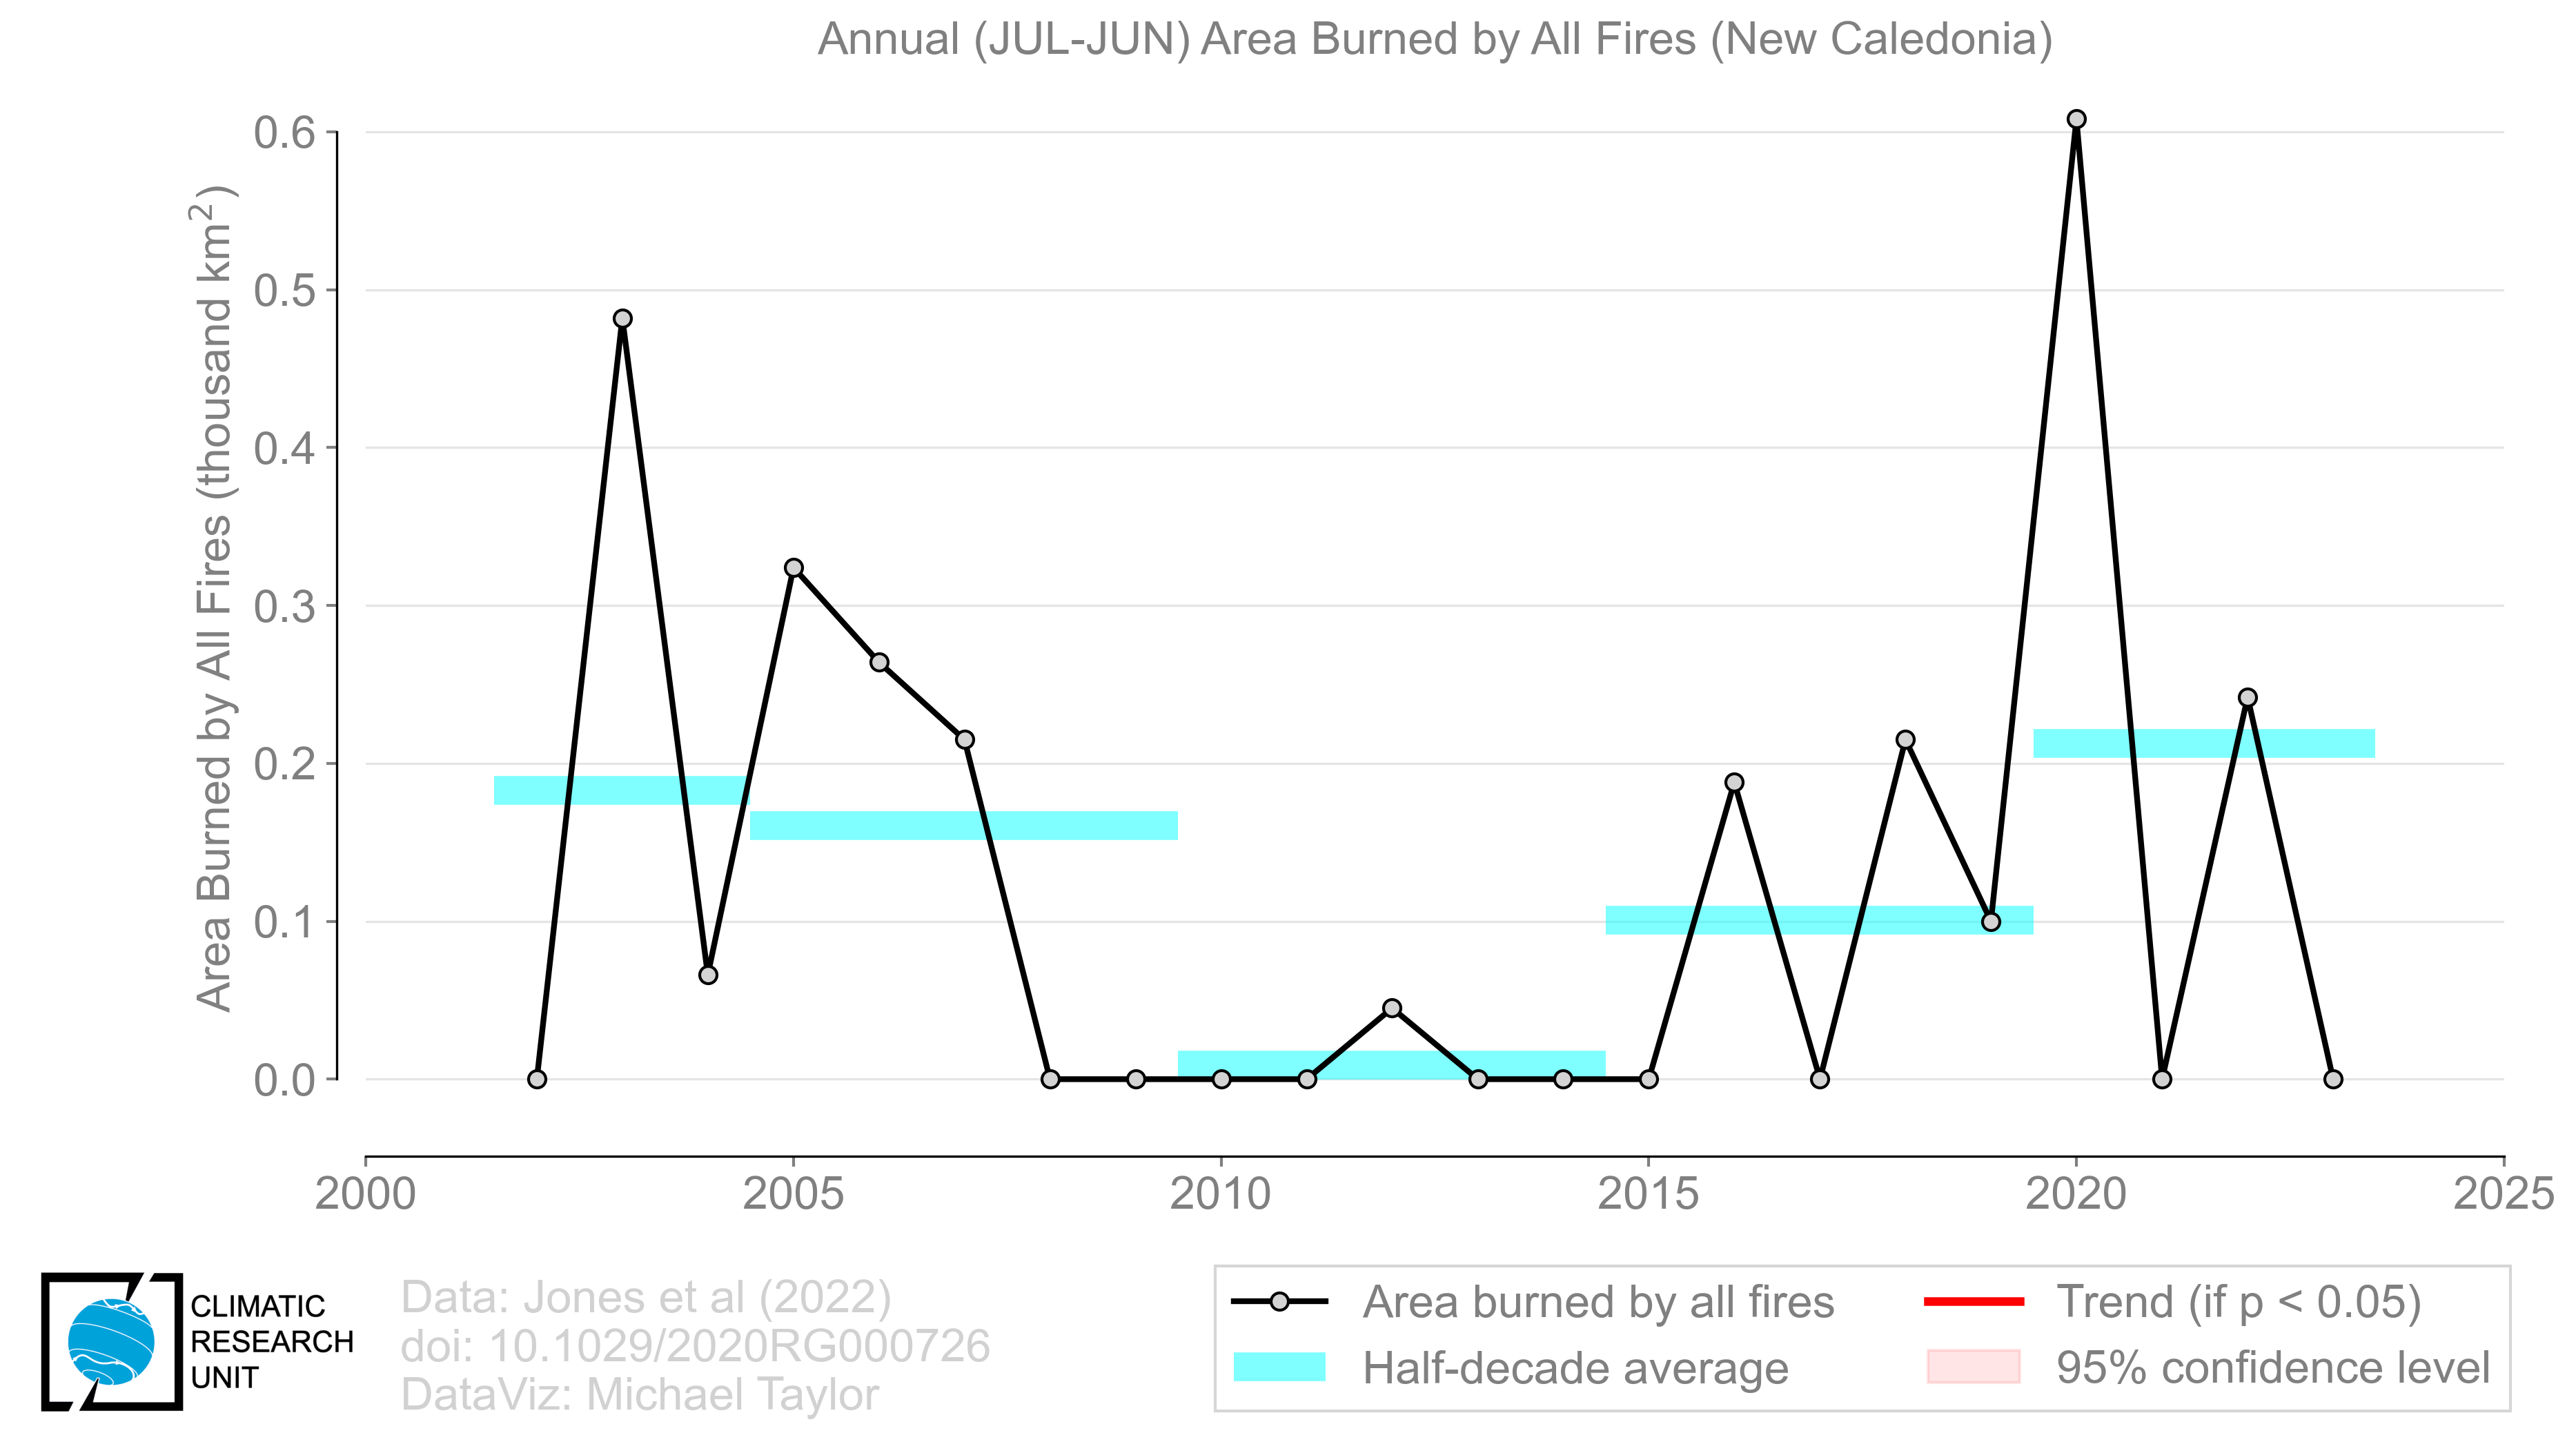 Annual (JUL-JUN) Area Burned by All Fires (New Caledonia)
Area Burned by All Fires (thousand km²)
0.6
0.5
0.4
0.3
0.2
0.1
0.0
2000 2005 2010 2015 2020 2025
CLIMATIC
RESEARCH
UNIT
Data: Jones et al (2022)
doi: 10.1029/2020RG000726
DataViz: Michael Taylor
Area burned by all fires
Half-decade average
Trend (if p < 0.05)
95% confidence level